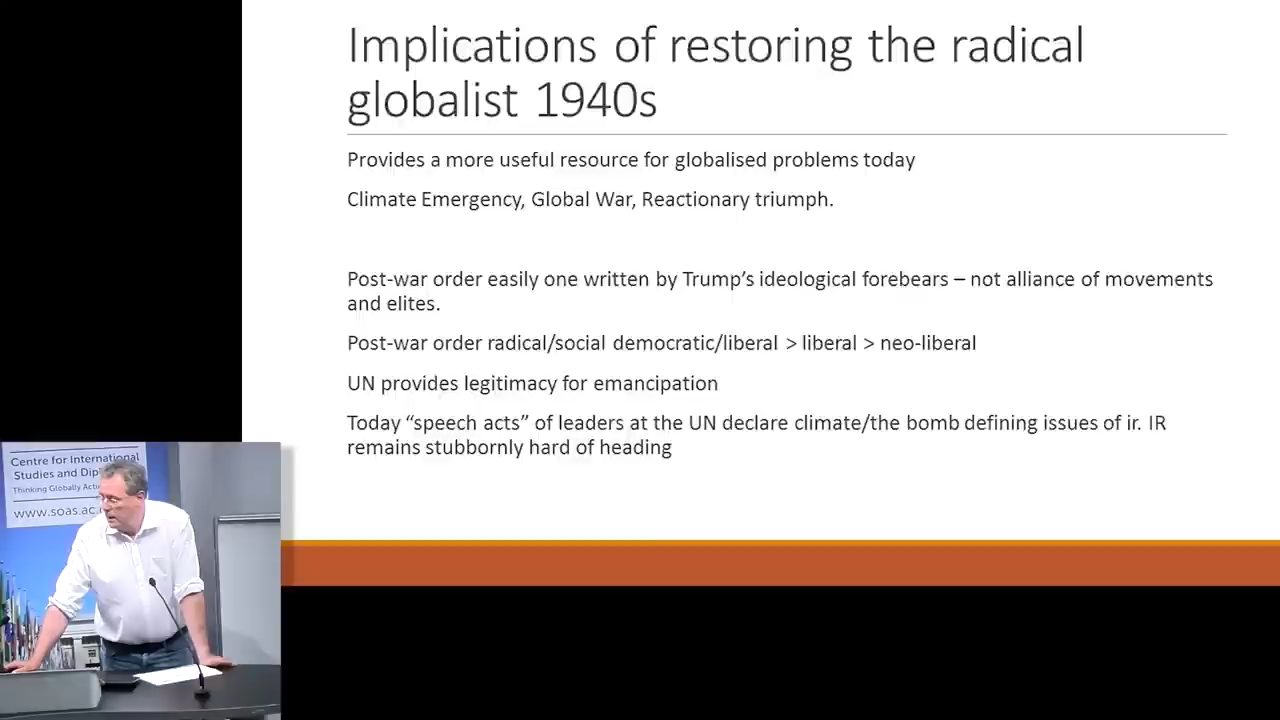 Implications of restoring the radical
globalist 1940s
Provides a more useful resource for globalised problems today
Climate Emergency, Global War, Reactionary triumph.
Post-war order easily one written by Trump’s ideological forebears – not alliance of movements
and elites.
Post-war order radical/social democratic/liberal > liberal > neo-liberal
UN provides legitimacy for emancipation
Today “speech acts” of leaders at the UN declare climate/the bomb defining issues of ir. IR
remains stubbornly hard of heading
Centre for International
Studies and Dip
Thinking Globally Act
www.soas.ac.